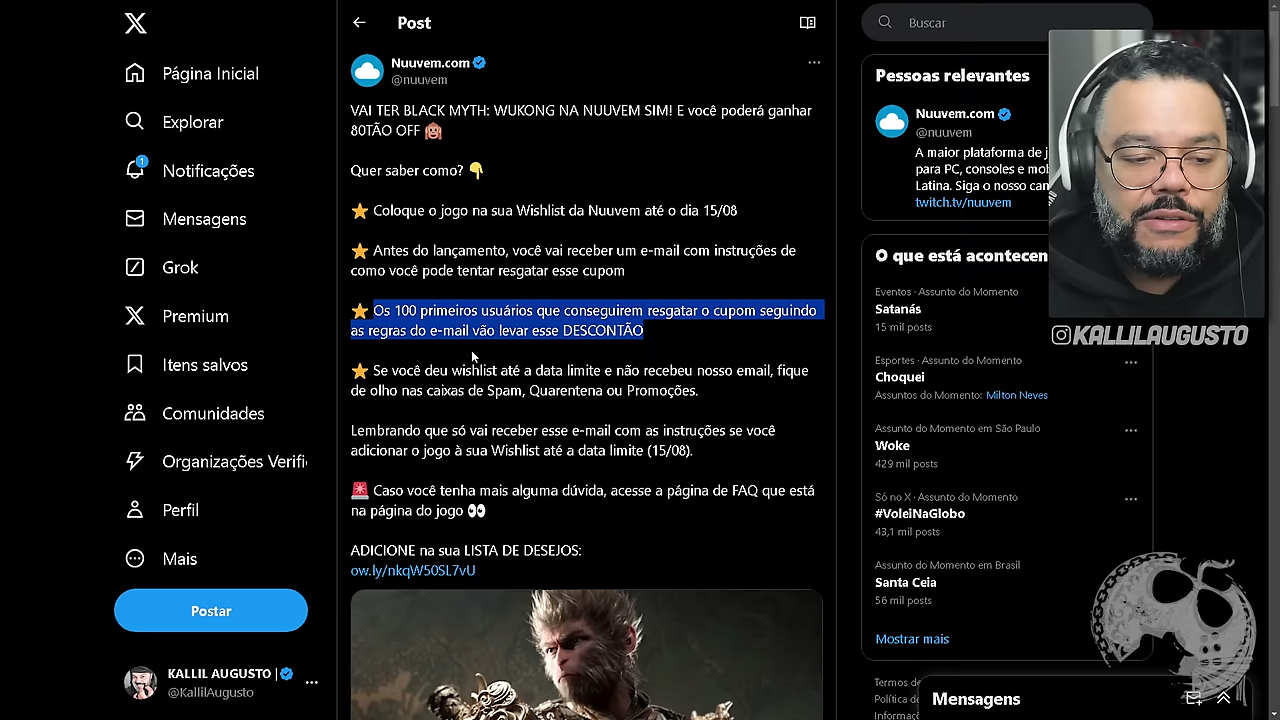 Página Inicial
Explorar
1
Notificações
Mensagens
Grok
Premium
Itens salvos
Comunidades
Organizações Verifi
Perfil
Mais
Postar
KALLIL AUGUSTO |
@KallilAugusto
Post
Nuuvem.com
@nuuvem
VAI TER BLACK MYTH: WUKONG NA NUUVEM SIM! E você poderá ganhar
80TÃO OFF 🙉
Quer saber como? 👇
⭐ Coloque o jogo na sua Wishlist da Nuuvem até o dia 15/08
⭐ Antes do lançamento, você vai receber um e-mail com instruções de
como você pode tentar resgatar esse cupom
⭐ Os 100 primeiros usuários que conseguirem resgatar o cupom seguindo
as regras do e-mail vão levar esse DESCONTÃO
⭐ Se você deu wishlist até a data limite e não recebeu nosso email, fique
de olho nas caixas de Spam, Quarentena ou Promoções.
Lembrando que só vai receber esse e-mail com as instruções se você
adicionar o jogo à sua Wishlist até a data limite (15/08).
🚨 Caso você tenha mais alguma dúvida, acesse a página de FAQ que está
na página do jogo 👀
ADICIONE na sua LISTA DE DESEJOS:
ow.ly/nkqW50SL7vU
Buscar
Pessoas relevantes
Nuuvem.com
@nuuvem
A maior plataforma de j
para PC, consoles e mob
Latina. Siga o nosso can
twitch.tv/nuuvem
O que está acontecen
Eventos · Assunto do Momento
Satanás
15 mil posts
KALLILAUGUSTO
Esportes · Assunto do Momento
Choquei
Assuntos do Momento: Milton Neves
Assunto do Momento em São Paulo
Woke
429 mil posts
Só no X · Assunto do Momento
#VoleiNaGlobo
43,1 mil posts
Assunto do Momento em Brasil
Santa Ceia
56 mil posts
Mostrar mais
Termos de
Política de
Informaç
Mensagens